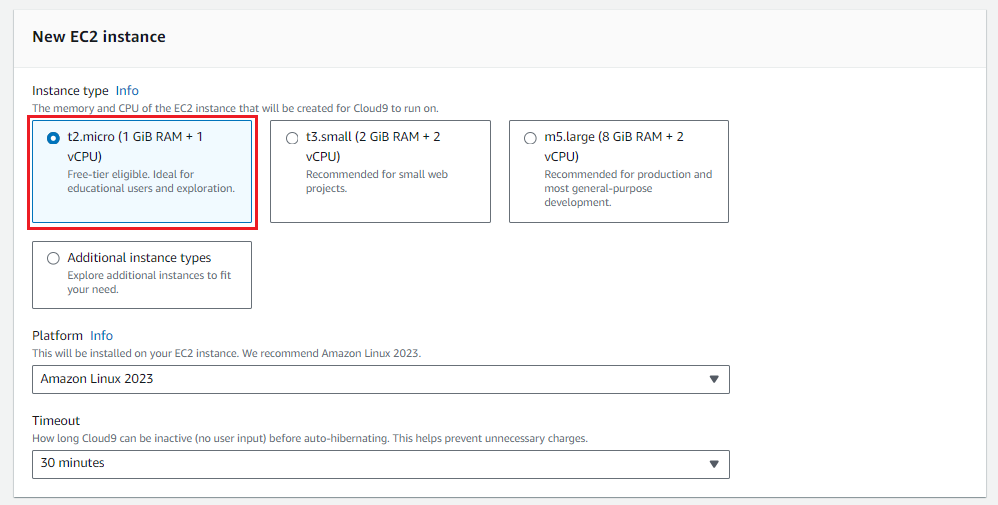 New EC2 instance
Instance type Info
The memory and CPU of the EC2 instance that will be created for Cloud9 to run on.
t2.micro (1 GiB RAM + 1
vCPU)
Free-tier eligible. Ideal for
educational users and exploration.
t3.small (2 GiB RAM + 2
vCPU)
Recommended for small web
projects.
m5.large (8 GiB RAM + 2
vCPU)
Recommended for production and
most general-purpose
development.
Additional instance types
Explore additional instances to fit
your need.
Platform Info
This will be installed on your EC2 instance. We recommend Amazon Linux 2023.
Amazon Linux 2023
Timeout
How long Cloud9 can be inactive (no user input) before auto-hibernating. This helps prevent unnecessary charges.
30 minutes